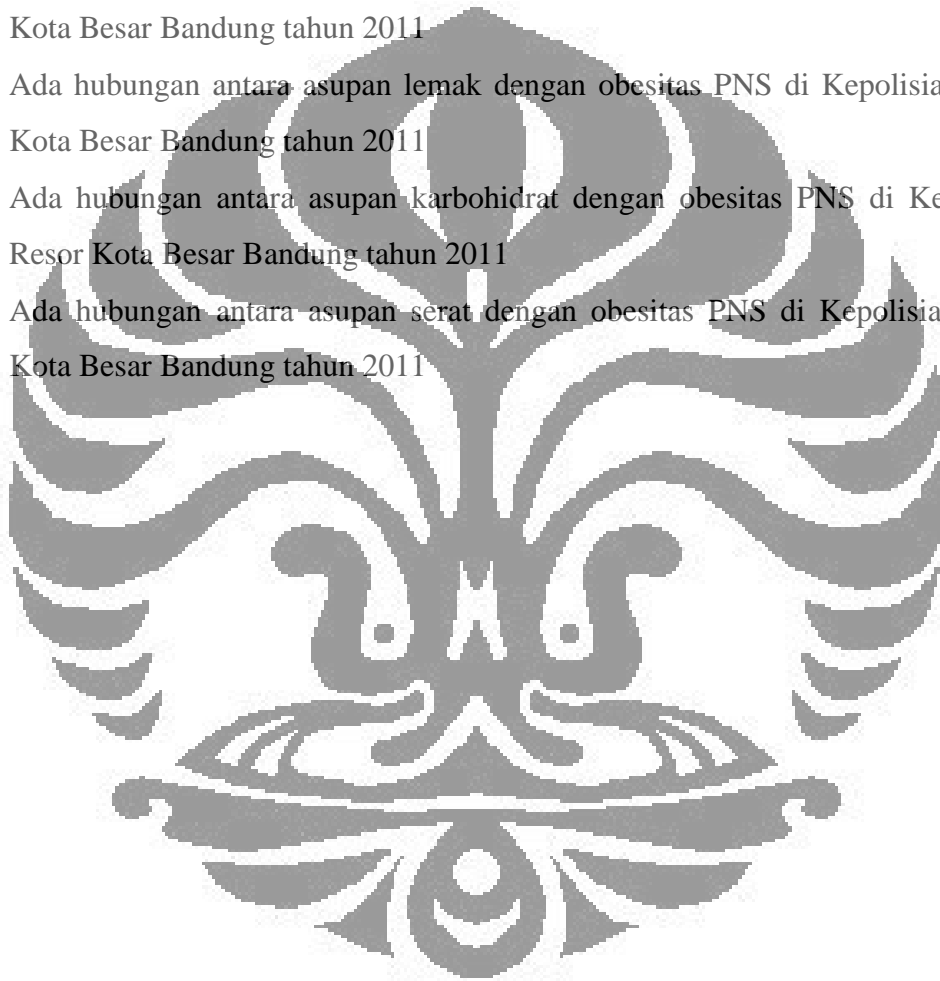 Kota Besar Bandung tahun 2011
Ada hubungan antara asupan lemak dengan obesitas PNS di Kepolisia
Kota Besar Bandung tahun 2011
Ada hubungan antara asupan karbohidrat dengan obesitas PNS di Ke
Resor Kota Besar Bandung tahun 2011
Ada hubungan antara asupan serat dengan obesitas PNS di Kepolisia
Kota Besar Bandung tahun 2011